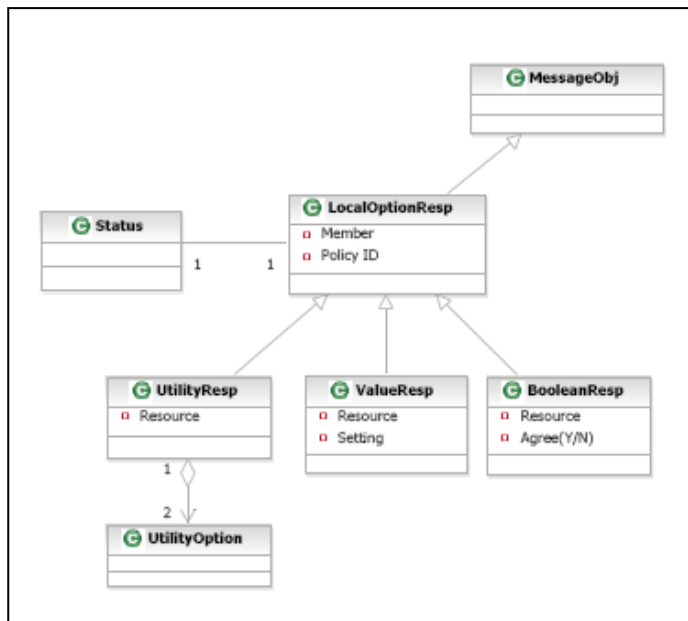 MessageObj
LocalOptionResp
Member
Policy ID
Status
1 1
UtilityResp
Resource
ValueResp
Resource
Setting
BooleanResp
Resource
Agree(Y/N)
1
2
UtilityOption